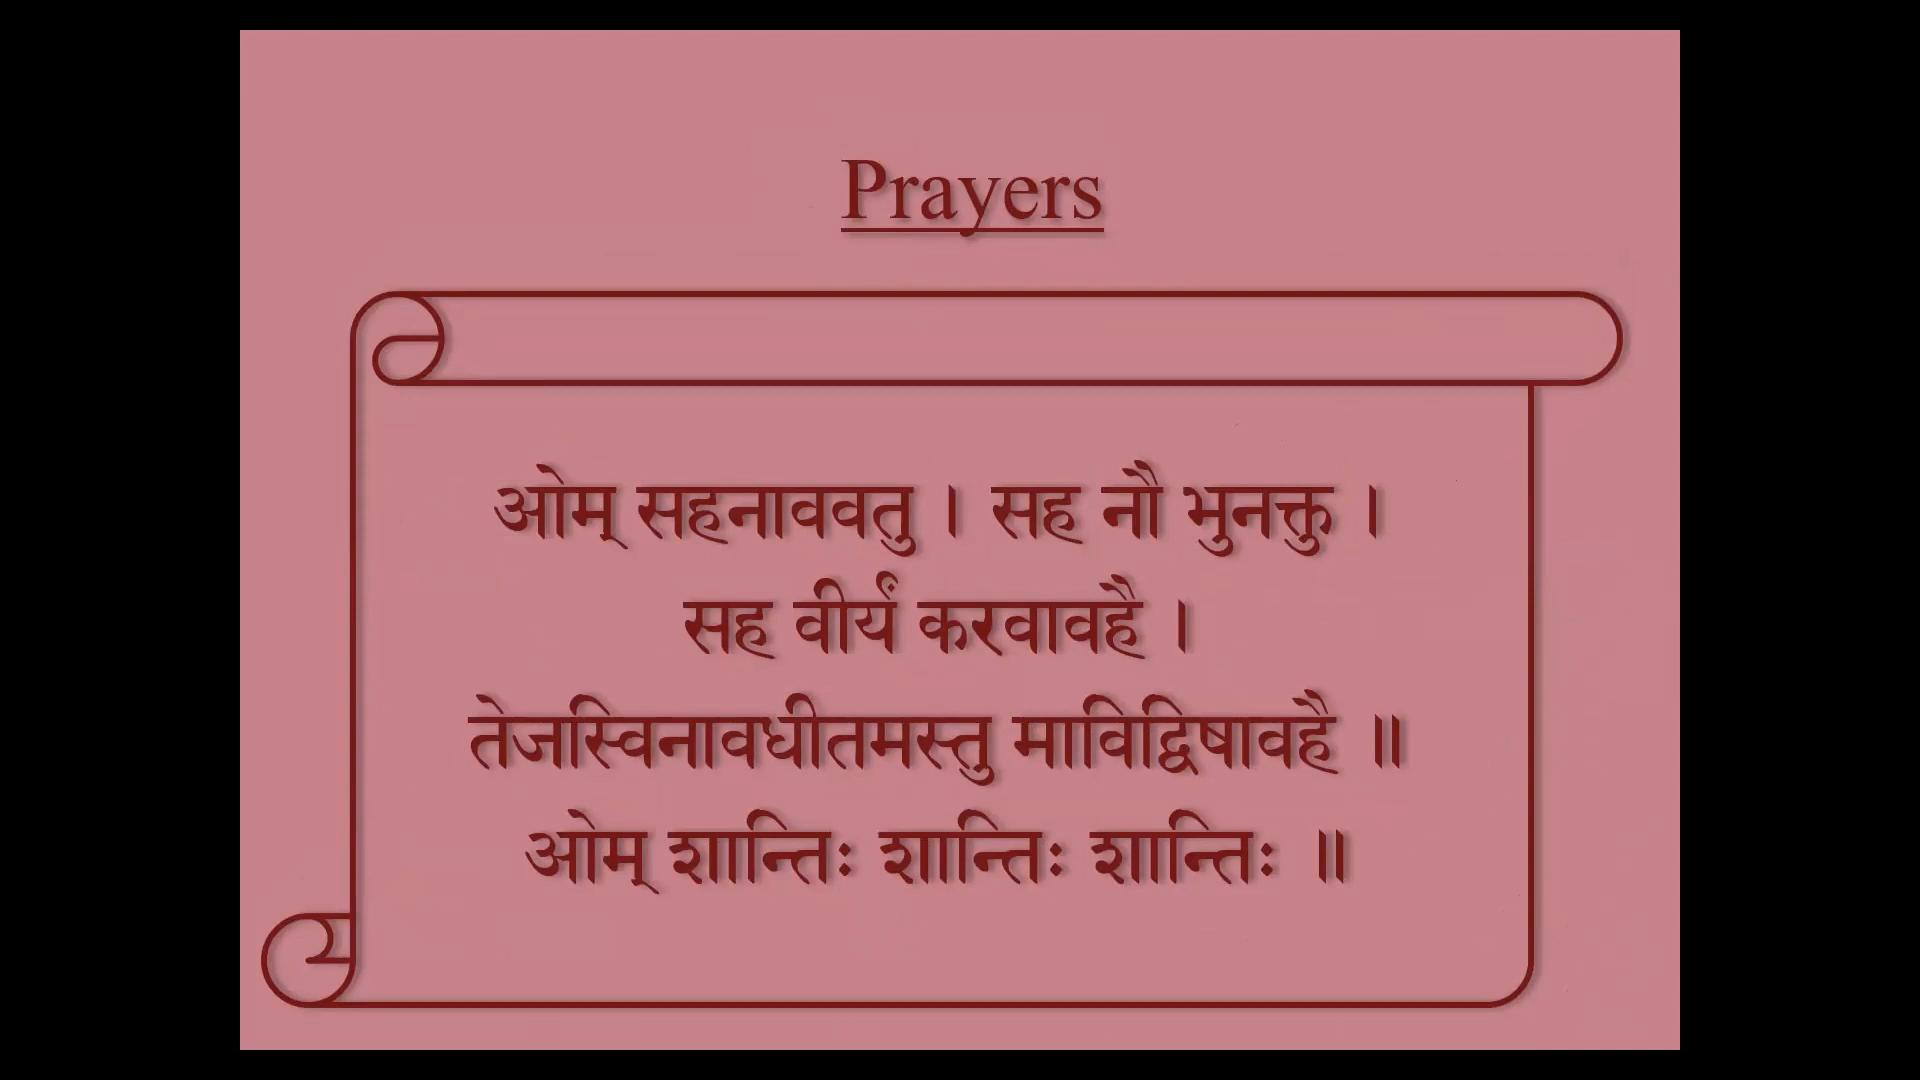 Prayers
ओम् सहनाववतु । सह नौ भुनक्तु ।
सह वीर्यं करवावहै ।
तेजस्विनावधीतमस्तु माविद्विषावहै ॥
ओम् शान्तिः शान्तिः शान्तिः ॥